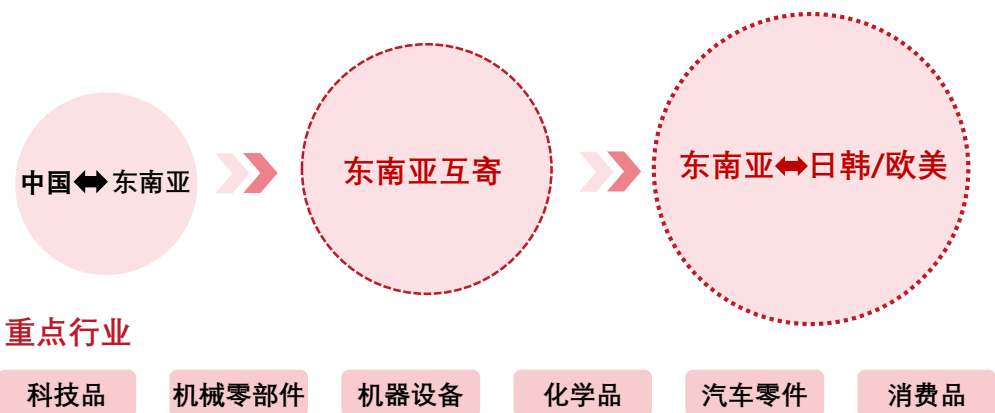 中国⬌东南亚
东南亚互寄
东南亚⬌日韩/欧美
重点行业
科技品
机械零部件
机器设备
化学品
汽车零件
消费品